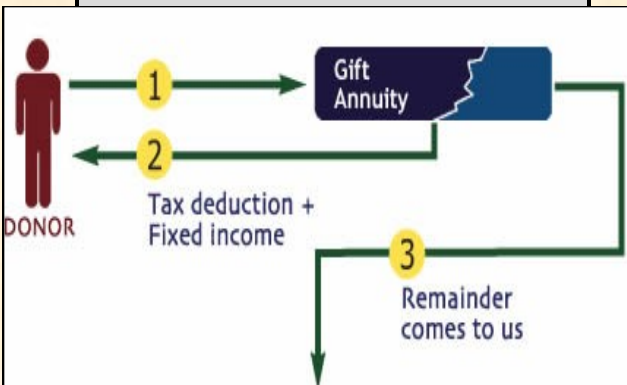 1
Gift
Annuity
2
DONOR
Tax deduction +
Fixed income
3
Remainder
comes to us